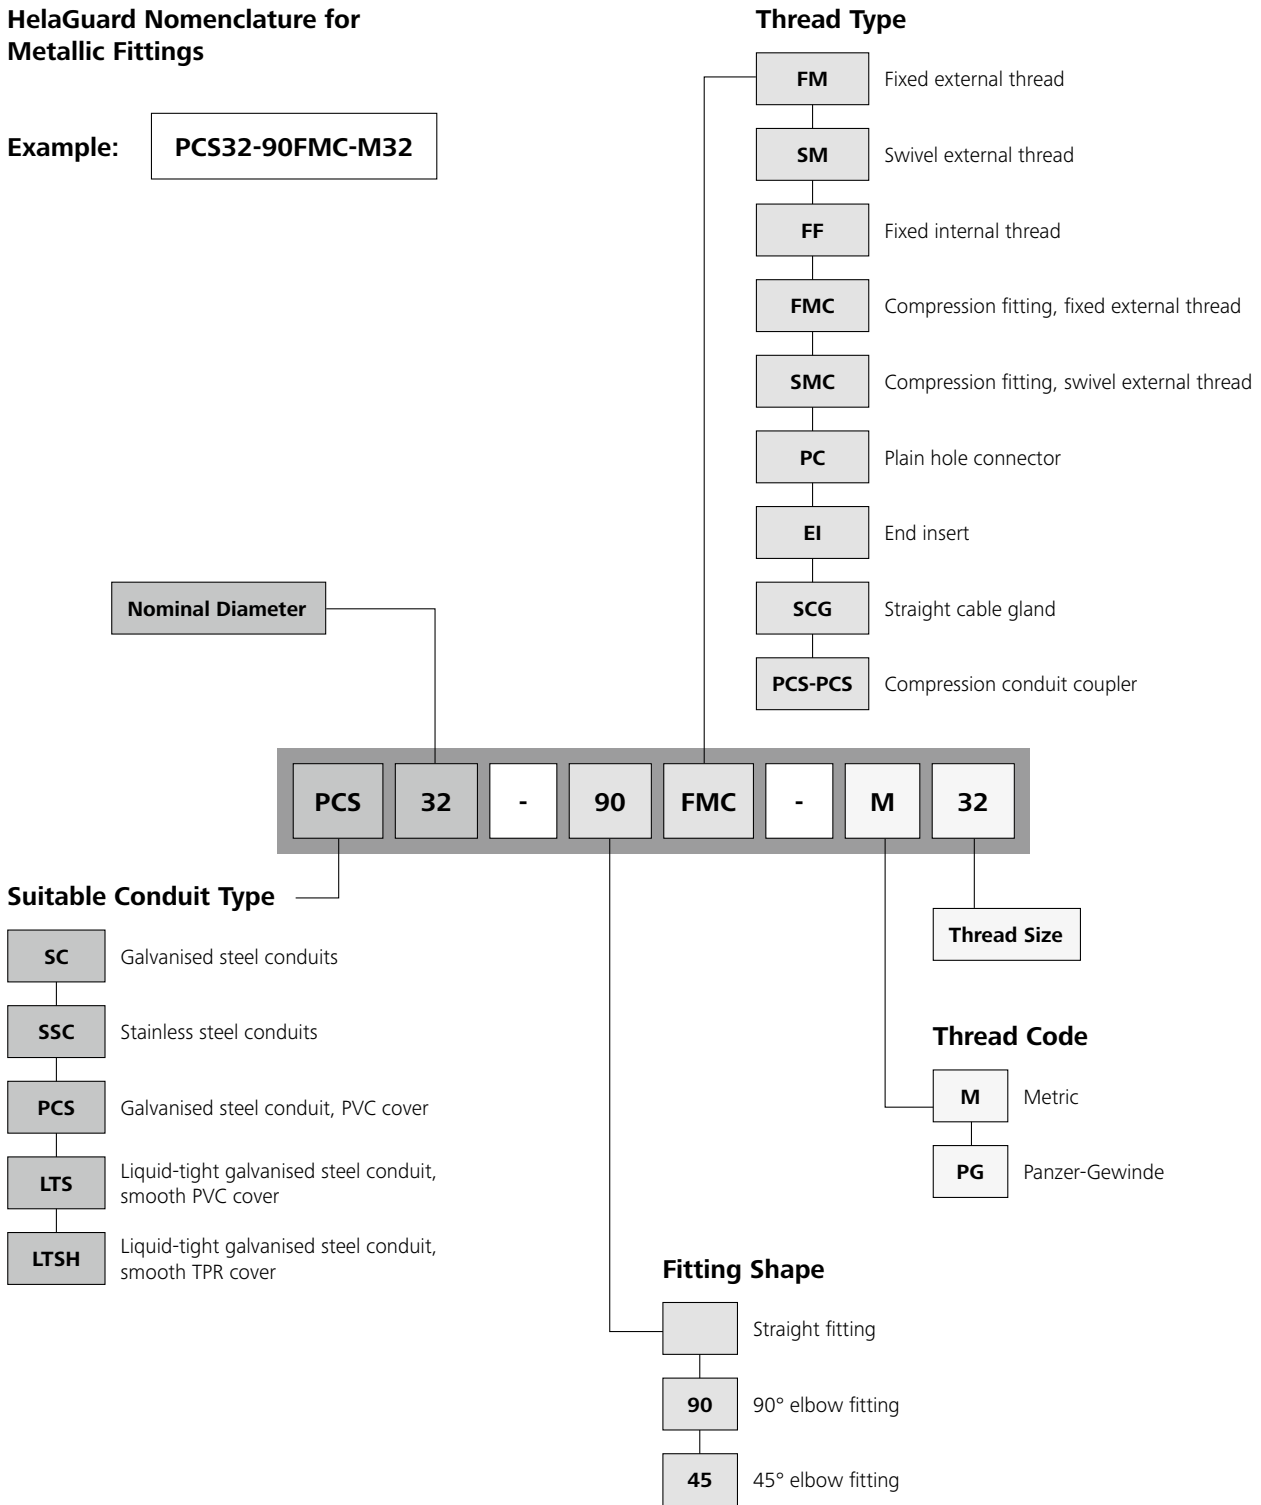 HelaGuard Nomenclature for
Metallic Fittings
Example:
PCS32-90FMC-M32
Thread Type
FM Fixed external thread
SM Swivel external thread
FF Fixed internal thread
FMC Compression fitting, fixed external thread
SMC Compression fitting, swivel external thread
PC Plain hole connector
EI End insert
SCG Straight cable gland
PCS-PCS Compression conduit coupler
Nominal Diameter
PCS 32 - 90 FMC - M 32
Suitable Conduit Type
SC Galvanised steel conduits
SSC Stainless steel conduits
PCS Galvanised steel conduit, PVC cover
LTS Liquid-tight galvanised steel conduit,
smooth PVC cover
LTSH Liquid-tight galvanised steel conduit,
smooth TPR cover
Thread Size
Thread Code
M Metric
PG Panzer-Gewinde
Fitting Shape
Straight fitting
90 90° elbow fitting
45 45° elbow fitting